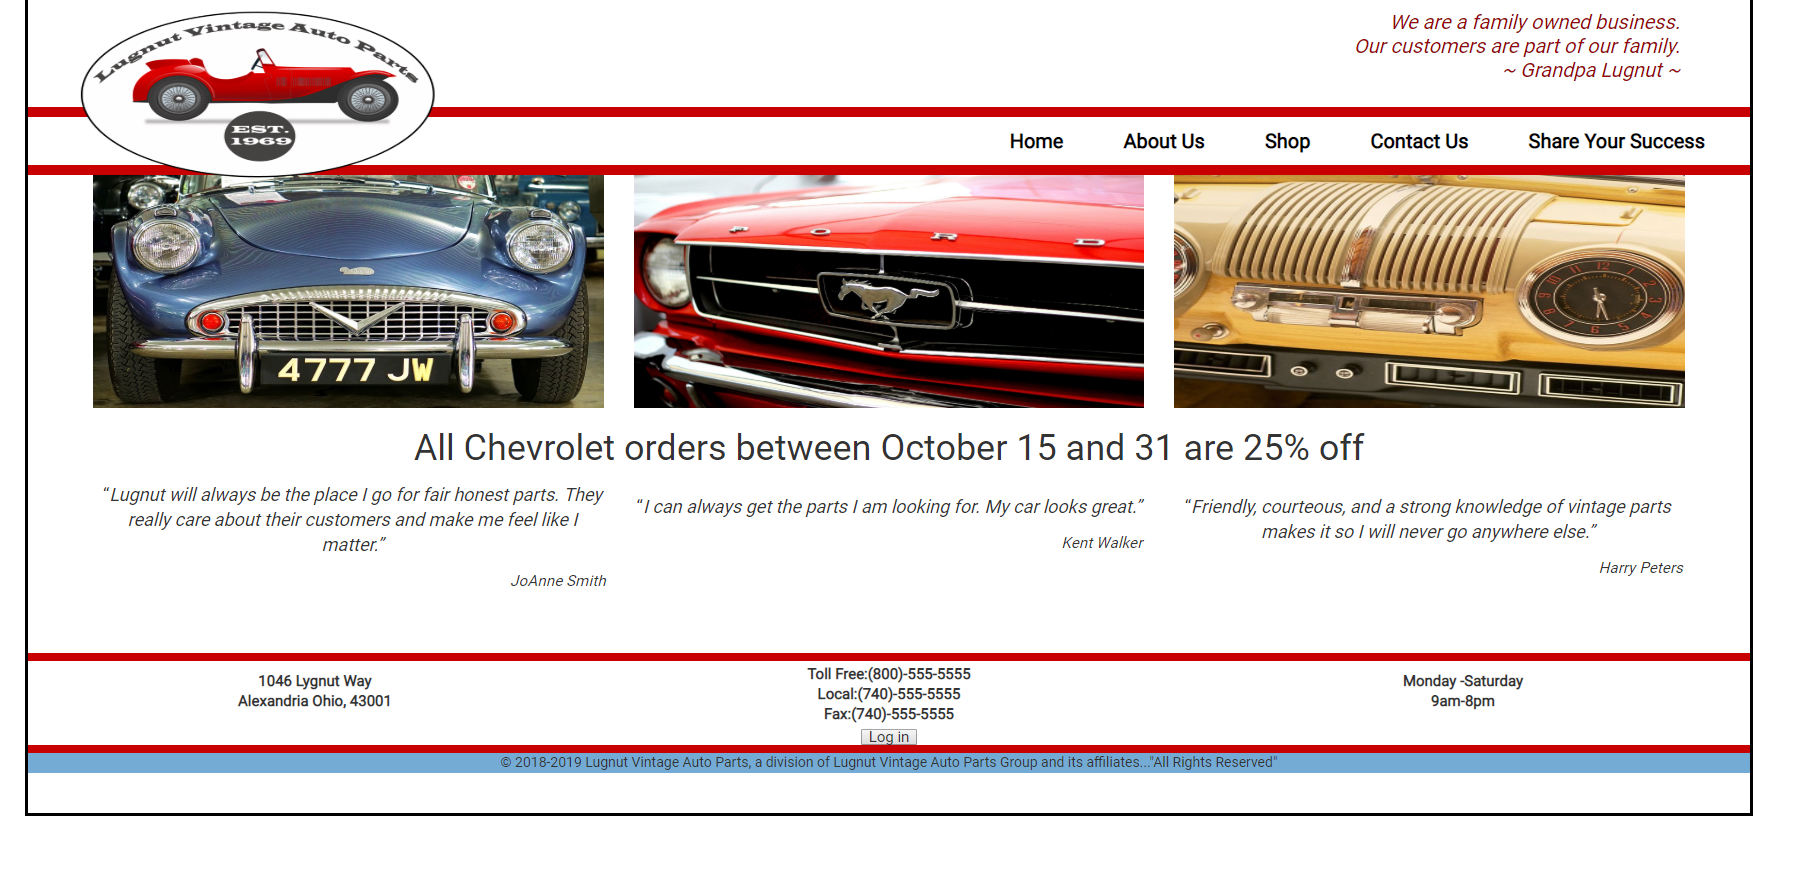 Lugnut Vintage Auto Parts
EST.
1969
We are a family owned business.
Our customers are part of our family.
~ Grandpa Lugnut ~
Home About Us Shop Contact Us Share Your Success
4777 JW
F O R D
All Chevrolet orders between October 15 and 31 are 25% off
“Lugnut will always be the place I go for fair honest parts. They
really care about their customers and make me feel like I
matter.”
JoAnne Smith
“I can always get the parts I am looking for. My car looks great.”
Kent Walker
“Friendly, courteous, and a strong knowledge of vintage parts
makes it so I will never go anywhere else.”
Harry Peters
1046 Lygnut Way
Alexandria Ohio, 43001
Toll Free:(800)-555-5555
Local:(740)-555-5555
Fax:(740)-555-5555
Log in
Monday -Saturday
9am-8pm
© 2018-2019 Lugnut Vintage Auto Parts, a division of Lugnut Vintage Auto Parts Group and its affiliates..."All Rights Reserved"